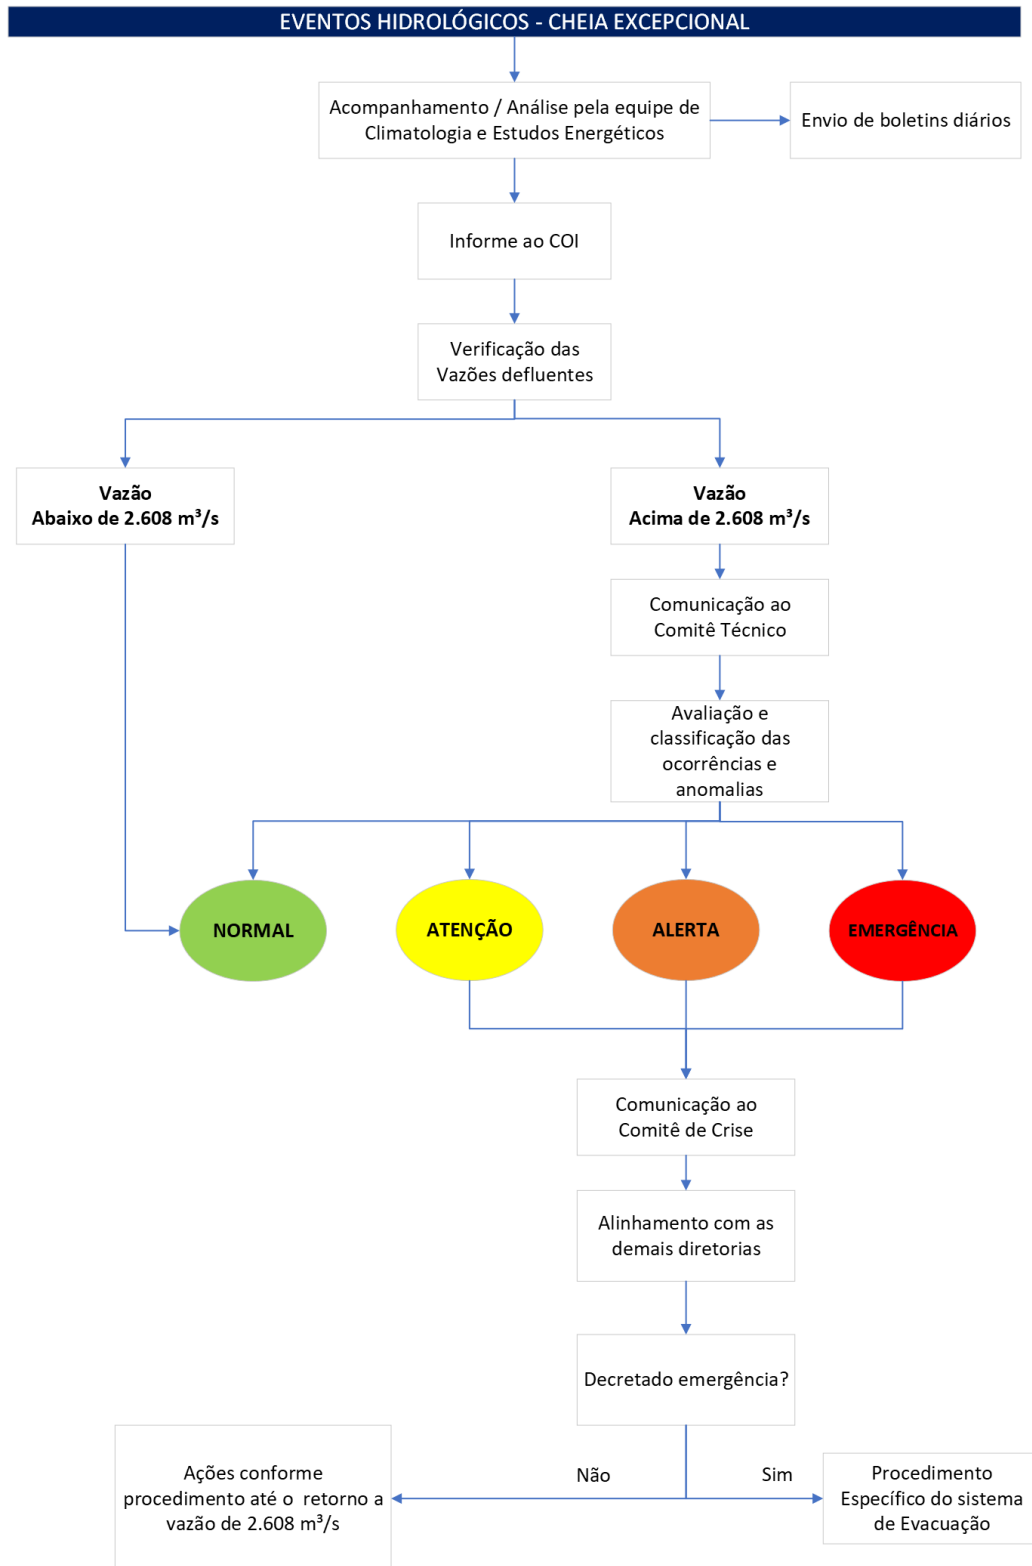 EVENTOS HIDROLÓGICOS - CHEIA EXCEPCIONAL
Acompanhamento / Análise pela equipe de
Climatologia e Estudos Energéticos
Envio de boletins diários
Informe ao COI
Verificação das
Vazões defluentes
Vazão
Abaixo de 2.608 m³/s
Vazão
Acima de 2.608 m³/s
Comunicação ao
Comitê Técnico
Avaliação e
classificação das
ocorrências e
anomalias
NORMAL
ATENÇÃO
ALERTA
EMERGÊNCIA
Comunicação ao
Comitê de Crise
Alinhamento com as
demais diretorias
Decretado emergência?
Não
Sim
Ações conforme
procedimento até o retorno a
vazão de 2.608 m³/s
Procedimento
Específico do sistema
de Evacuação